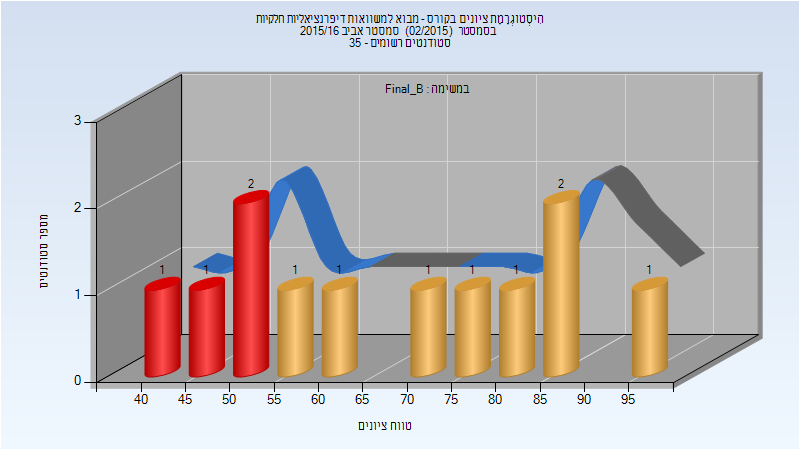 היסטוגרמת ציונים בקורס - מבוא למשוואות דיפרנציאליות חלקיות
בסמסטר (02/2015) סמסטר אביב 2015/16
סטודנטים רשומים - 35
במשימה : Final_B
מספר סטודנטים
3
2
1
0
1
1
2
1
1
1
1
1
2
1
40 45 50 55 60 65 70 75 80 85 90 95
טווח ציונים